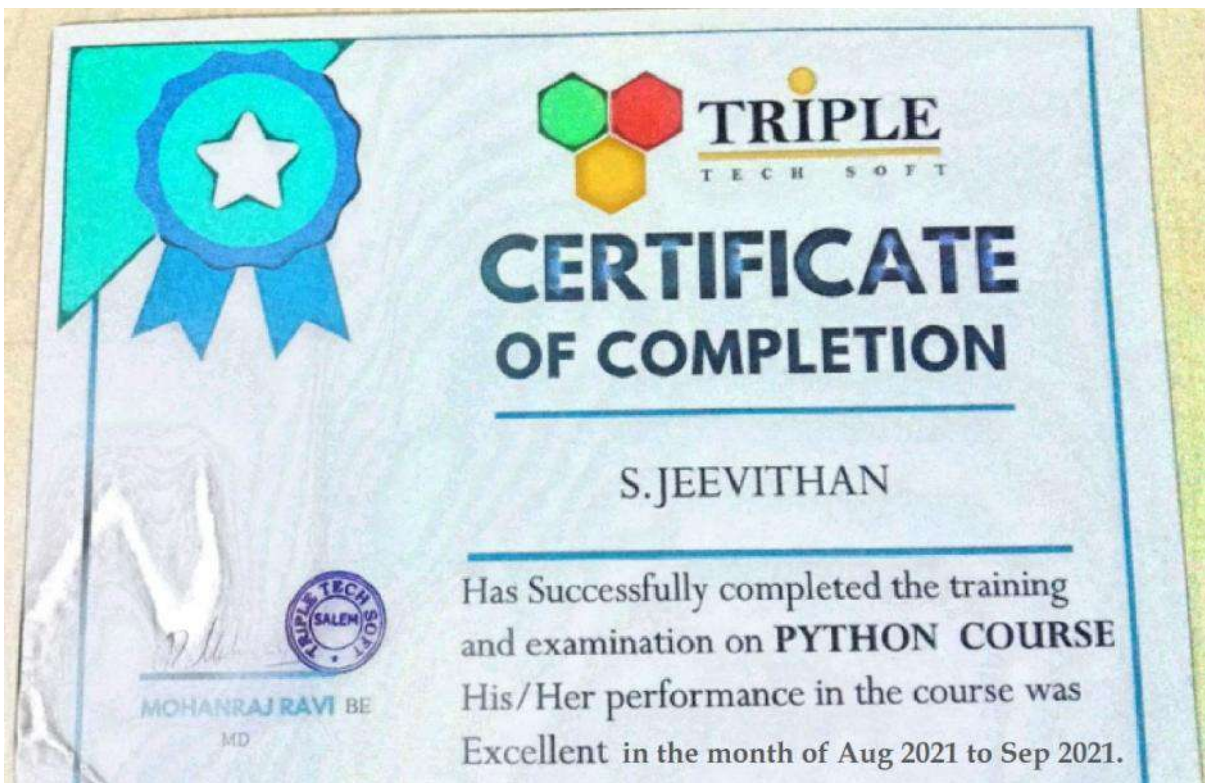 TRIPLE
TECH SOFT
CERTIFICATE
OF COMPLETION
S.JEEVITHAN
Has Successfully completed the training
and examination on PYTHON COURSE
His/Her performance in the course was
Excellent in the month of Aug 2021 to Sep 2021.
TRIPLE TECH SOFT
SALEM
MOHANRAJ RAVI BE
MD